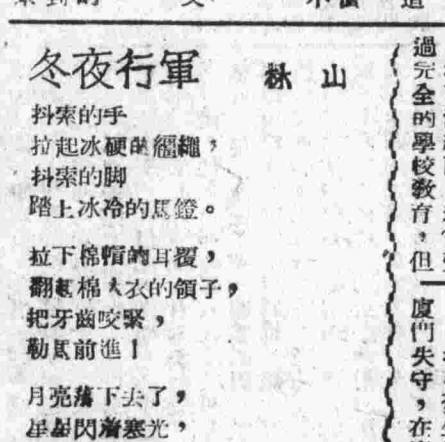 冬夜行軍 林山
抖索的手
拉起冰硬的韁繩，
抖索的脚
踏上冰冷的馬鐙。
拉下棉帽的耳覆，
翻起棉大衣的領子，
把牙齒咬緊，
勒馬前進！
月亮落下去了，
星星閃着寒光，
過完全的學校教育，但
廈門失守，在